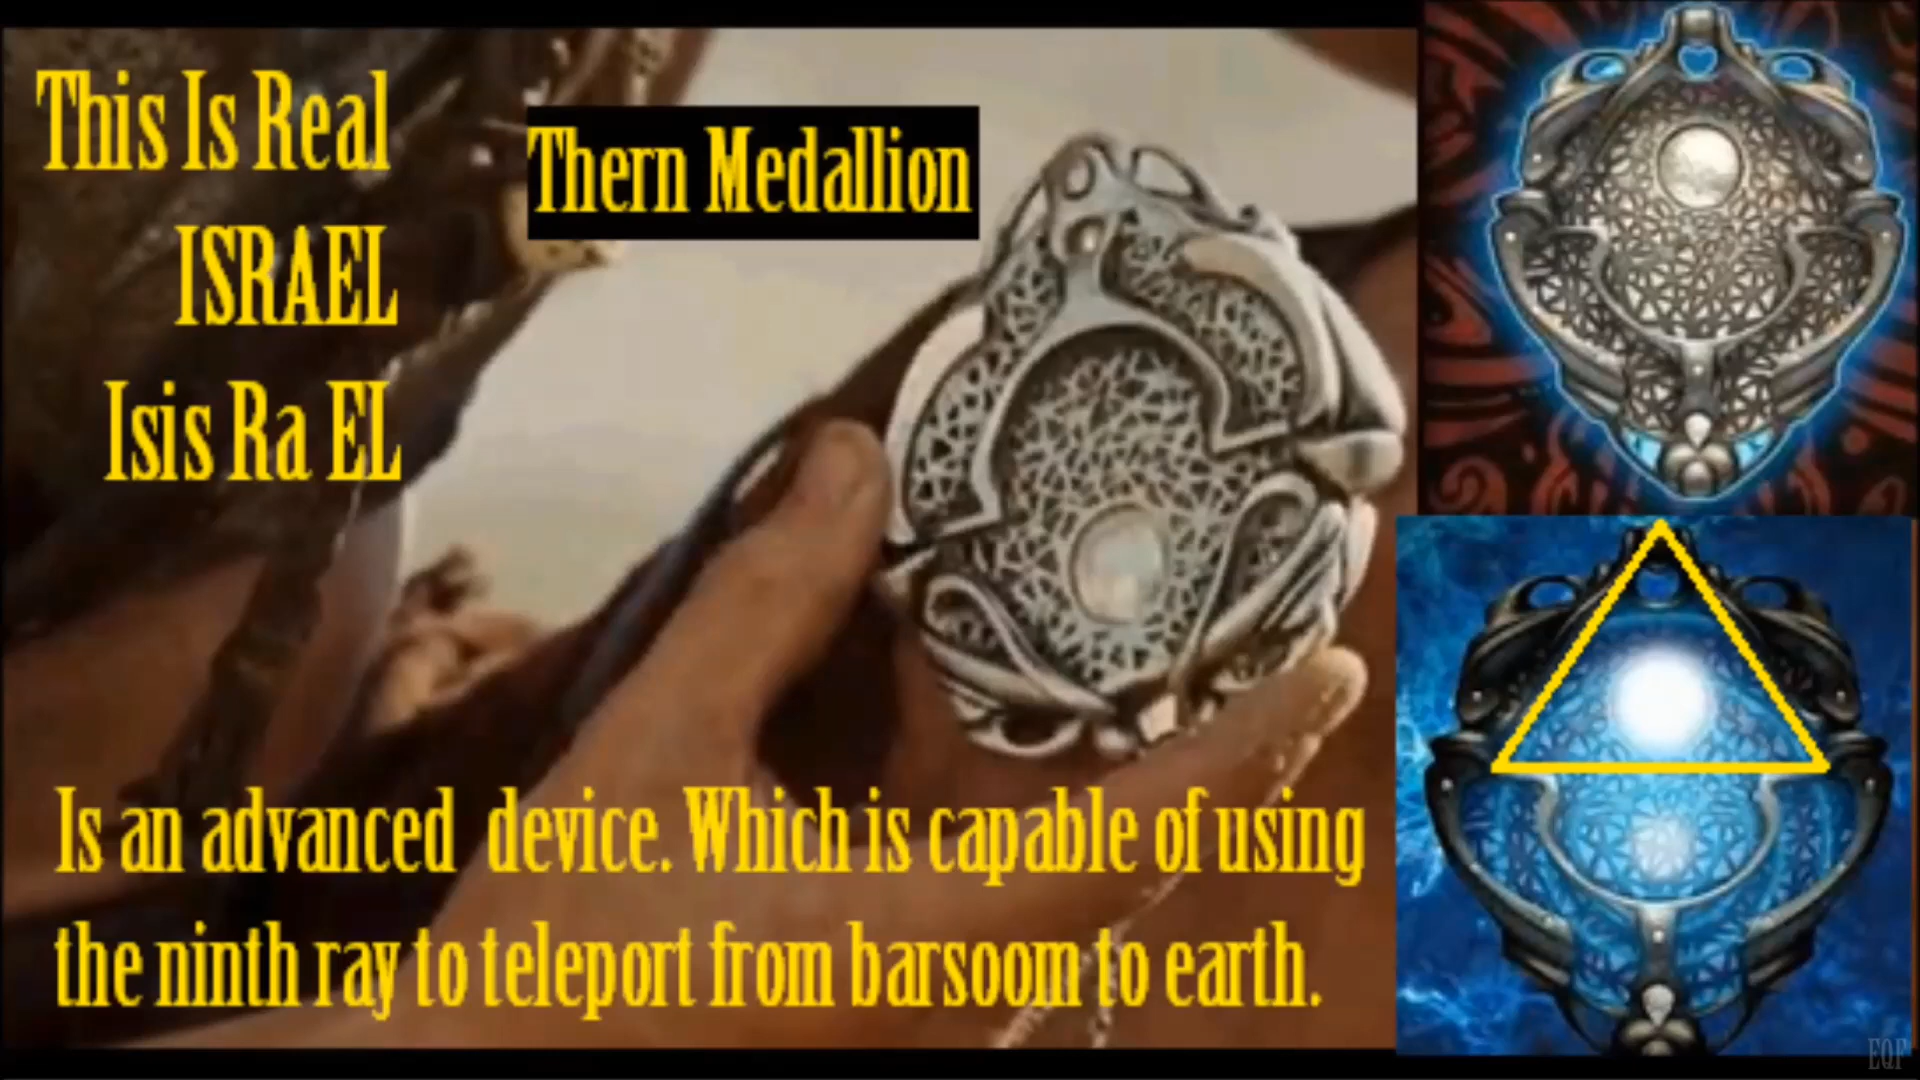 This Is Real
ISRAEL
Isis Ra EL
Thern Medallion
Is an advanced device. Which is capable of using
the ninth ray to teleport from barsoom to earth.
EQF